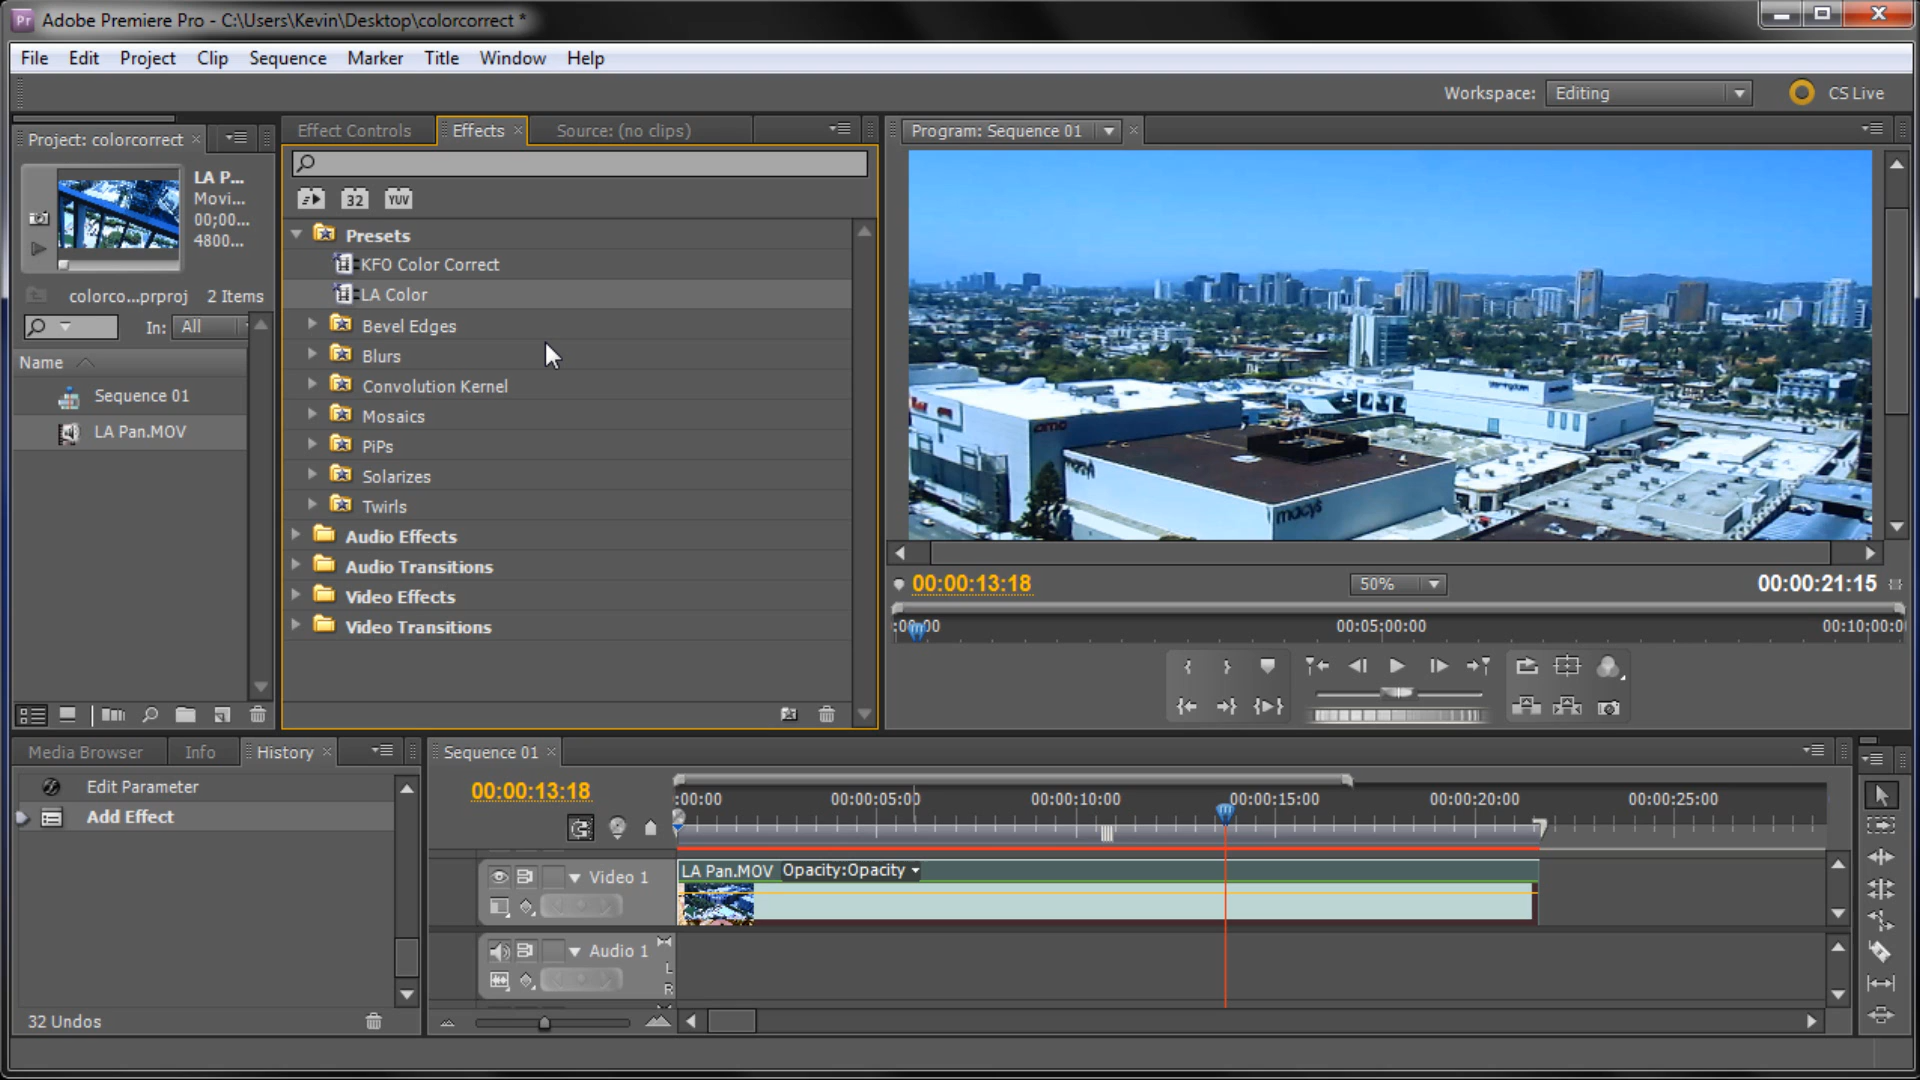 Pr Adobe Premiere Pro - C:\Users\Kevin\Desktop\colorcorrect *
File Edit Project Clip Sequence Marker Title Window Help
Workspace: Editing CS Live
Project: colorcorrect
LA P...
Movi...
00;00...
4800...
colorco...prproj 2 Items
In: All
Name
Sequence 01
LA Pan.MOV
Effect Controls Effects Source: (no clips)
32 YUV
Presets
KFO Color Correct
LA Color
Bevel Edges
Blurs
Convolution Kernel
Mosaics
PiPs
Solarizes
Twirls
Audio Effects
Audio Transitions
Video Effects
Video Transitions
Program: Sequence 01
amc
macys
00:00:13:18 50% 00:00:21:15
00:05:00:00 00:10:00:0
Media Browser Info History
Edit Parameter
Add Effect
32 Undos
Sequence 01
00:00:13:18
:00:00 00:00:05:00 00:00:10:00 00:00:15:00 00:00:20:00 00:00:25:00
Video 1
LA Pan.MOV Opacity:Opacity
Audio 1
L
R